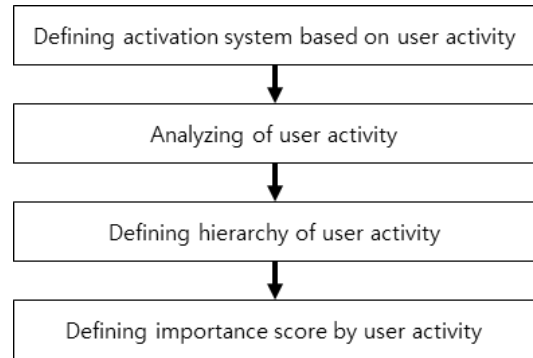 Defining activation system based on user activity
Analyzing of user activity
Defining hierarchy of user activity
Defining importance score by user activity